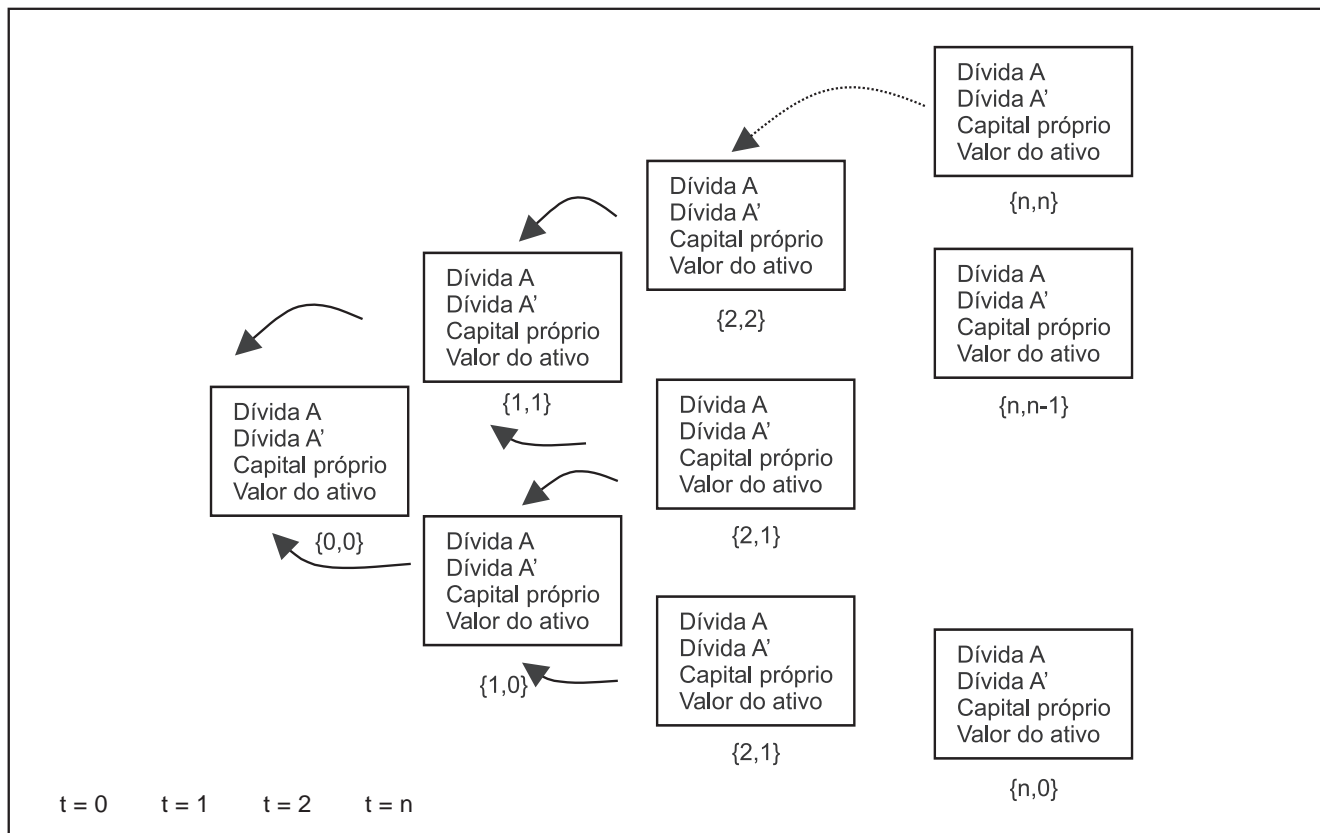 Dívida A
Dívida A'
Capital próprio
Valor do ativo
{n,n}
Dívida A
Dívida A'
Capital próprio
Valor do ativo
{2,2}
Dívida A
Dívida A'
Capital próprio
Valor do ativo
{n,n-1}
Dívida A
Dívida A'
Capital próprio
Valor do ativo
{1,1}
Dívida A
Dívida A'
Capital próprio
Valor do ativo
{2,1}
Dívida A
Dívida A'
Capital próprio
Valor do ativo
{0,0}
Dívida A
Dívida A'
Capital próprio
Valor do ativo
{1,0}
Dívida A
Dívida A'
Capital próprio
Valor do ativo
{2,1}
Dívida A
Dívida A'
Capital próprio
Valor do ativo
{n,0}
t = 0 t = 1 t = 2 t = n